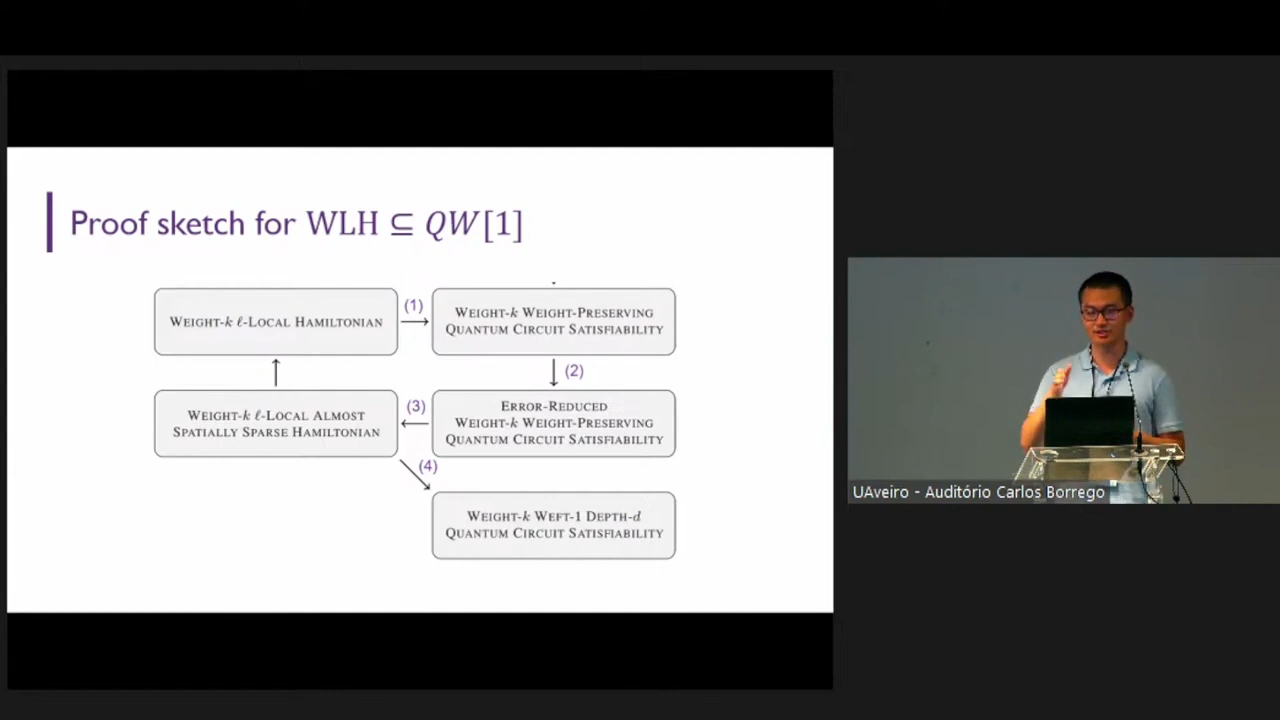 Proof sketch for WLH ⊆ QW[1]
WEIGHT-k ℓ-LOCAL HAMILTONIAN
(1)
WEIGHT-k WEIGHT-PRESERVING
QUANTUM CIRCUIT SATISFIABILITY
(2)
WEIGHT-k ℓ-LOCAL ALMOST
SPATIALLY SPARSE HAMILTONIAN
(3)
ERROR-REDUCED
WEIGHT-k WEIGHT-PRESERVING
QUANTUM CIRCUIT SATISFIABILITY
(4)
WEIGHT-k WEFT-1 DEPTH-d
QUANTUM CIRCUIT SATISFIABILITY
UAveiro - Auditório Carlos Borrego